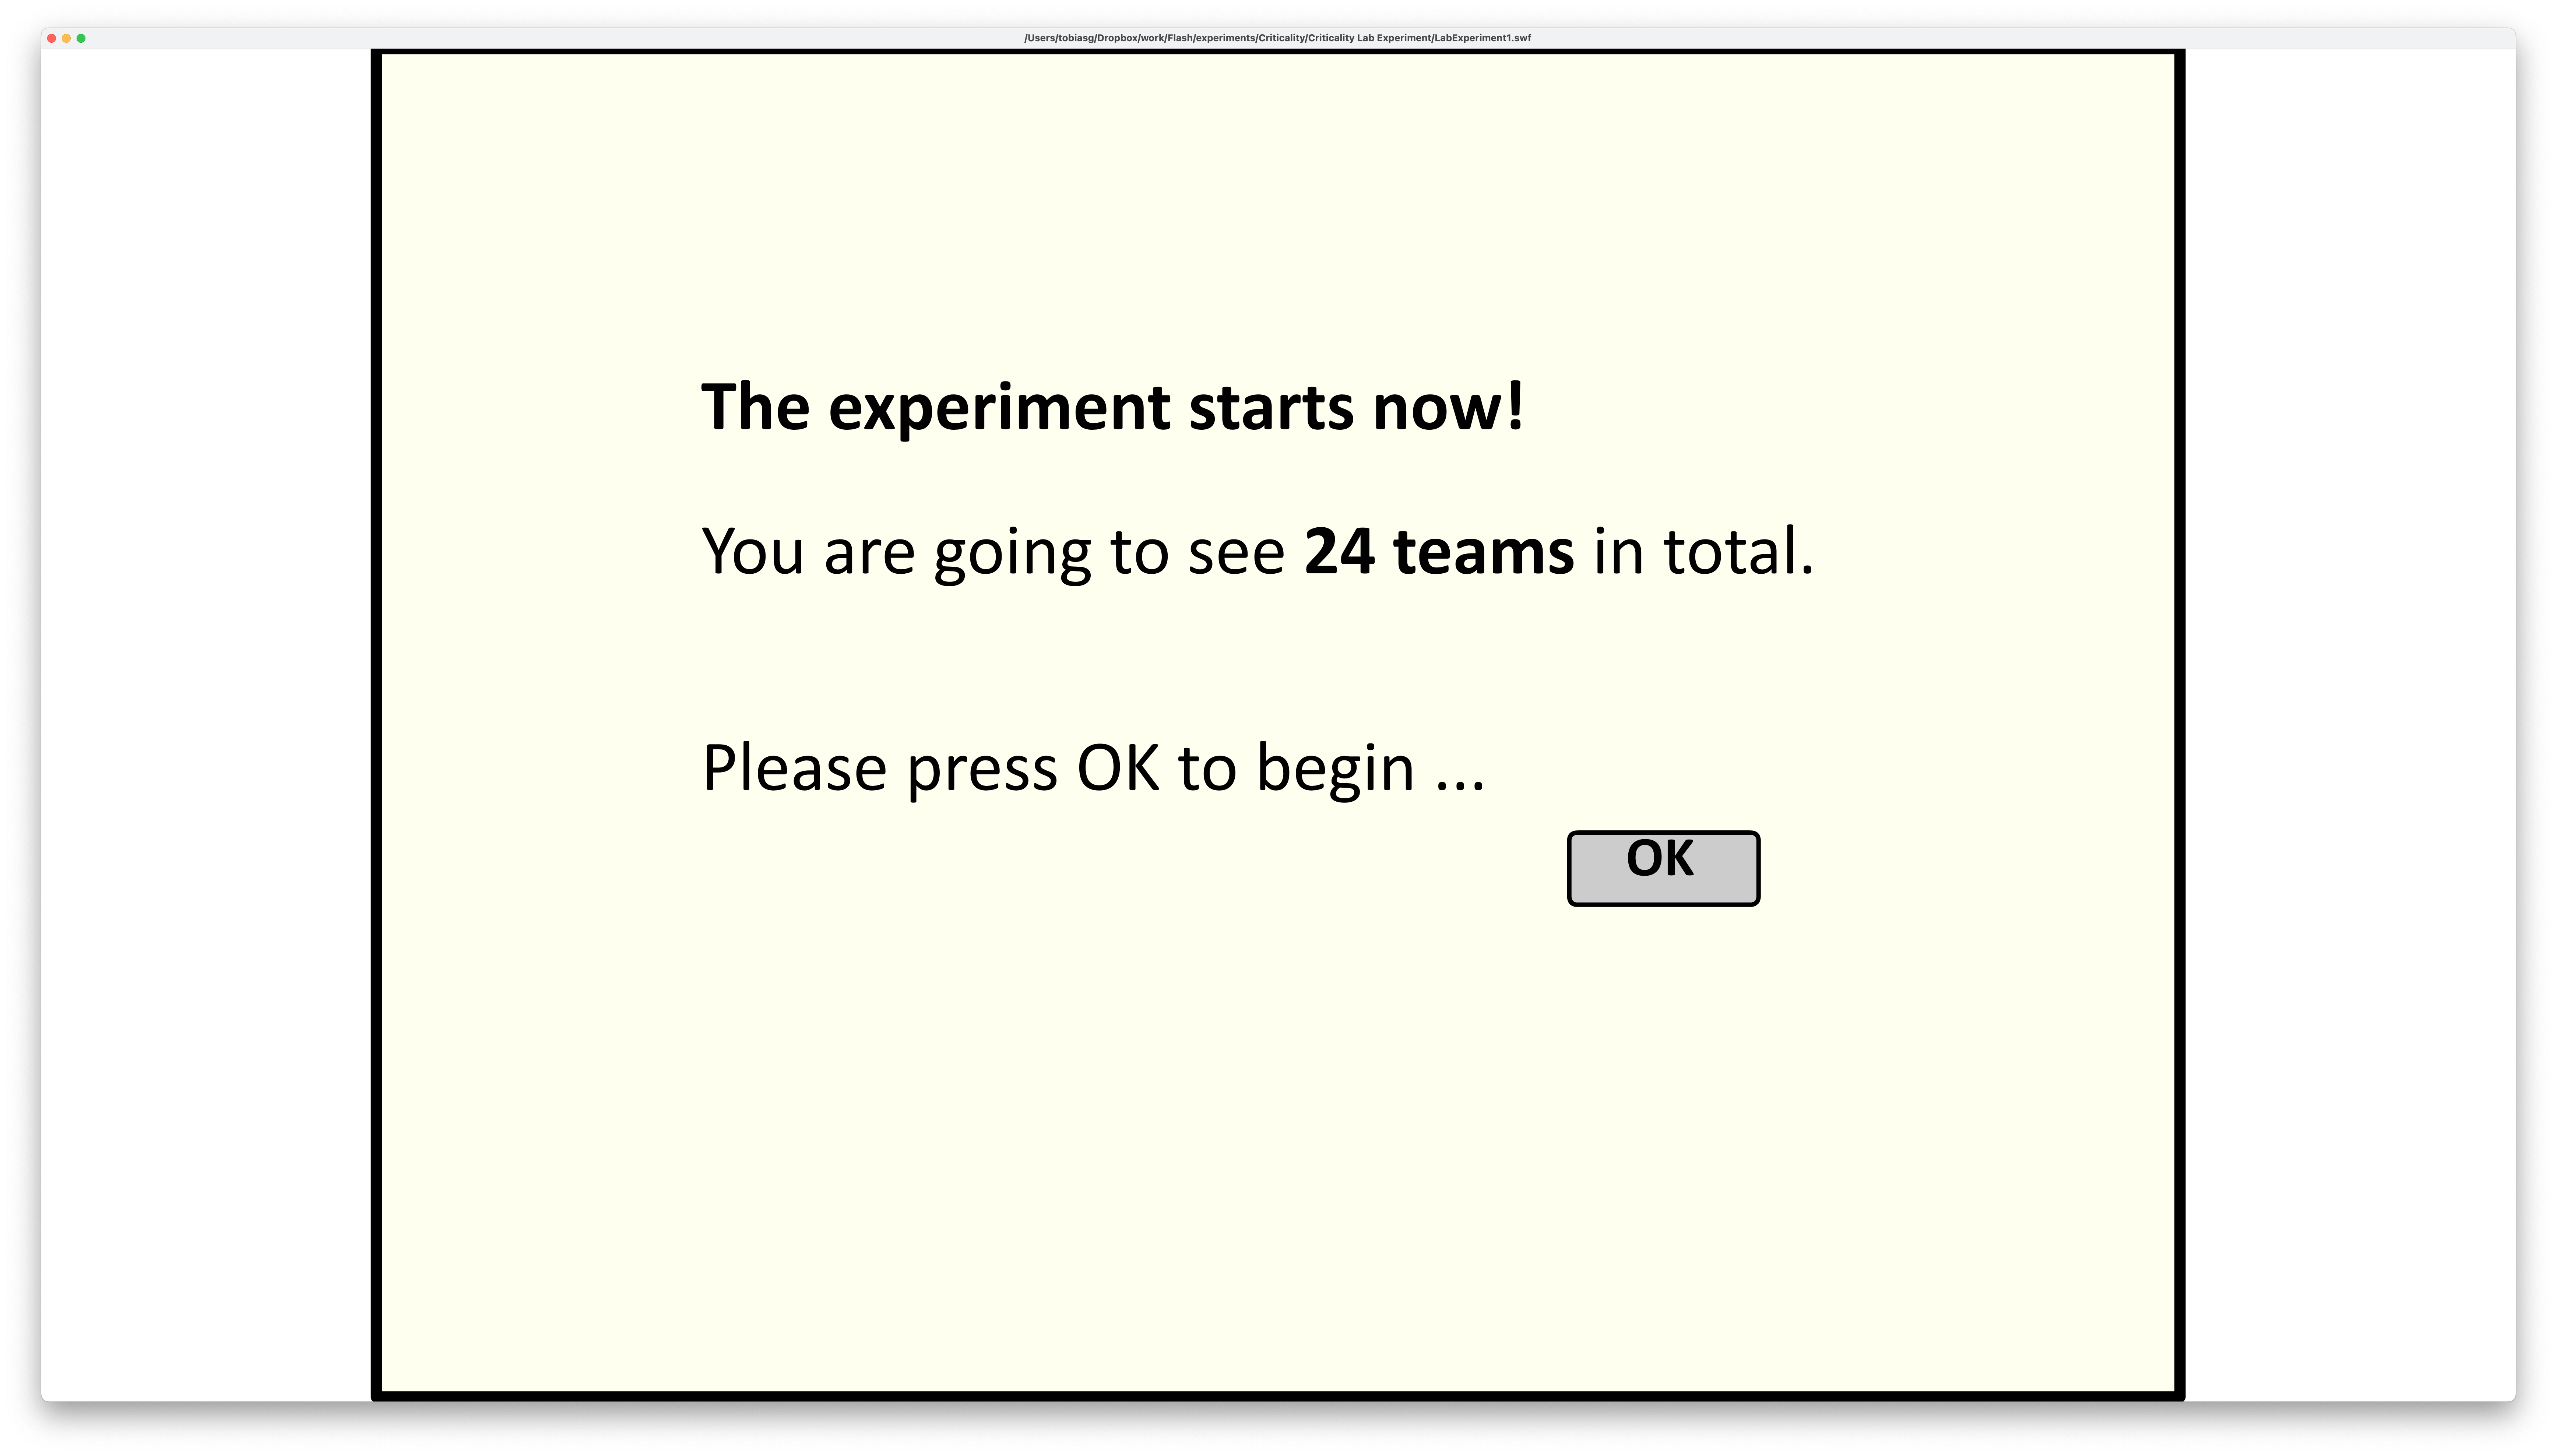 /Users/tobiasg/Dropbox/work/Flash/experiments/Criticality/Criticality Lab Experiment/LabExperiment1.swf
The experiment starts now!
You are going to see 24 teams in total.
Please press OK to begin ...
OK